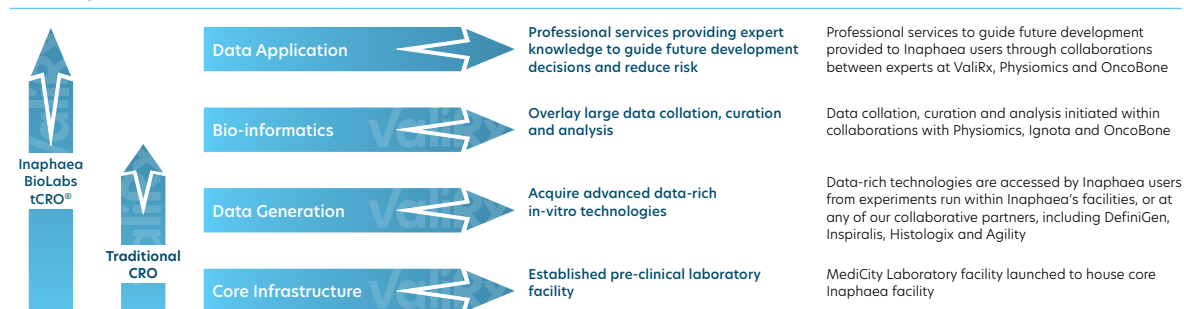 Inaphaea
BioLabs
tCRO®
Traditional
CRO
Data Application
Professional services providing expert
knowledge to guide future development
decisions and reduce risk
Professional services to guide future development
provided to Inaphaea users through collaborations
between experts at ValiRx, Physiomics and OncoBone
Bio-informatics
Overlay large data collation, curation
and analysis
Data collation, curation and analysis initiated within
collaborations with Physiomics, Ignota and OncoBone
Data Generation
Acquire advanced data-rich
in-vitro technologies
Data-rich technologies are accessed by Inaphaea users
from experiments run within Inaphaea's facilities, or at
any of our collaborative partners, including DefiniGen,
Inspiralis, Histologix and Agility
Core Infrastructure
Established pre-clinical laboratory
facility
MediCity Laboratory facility launched to house core
Inaphaea facility